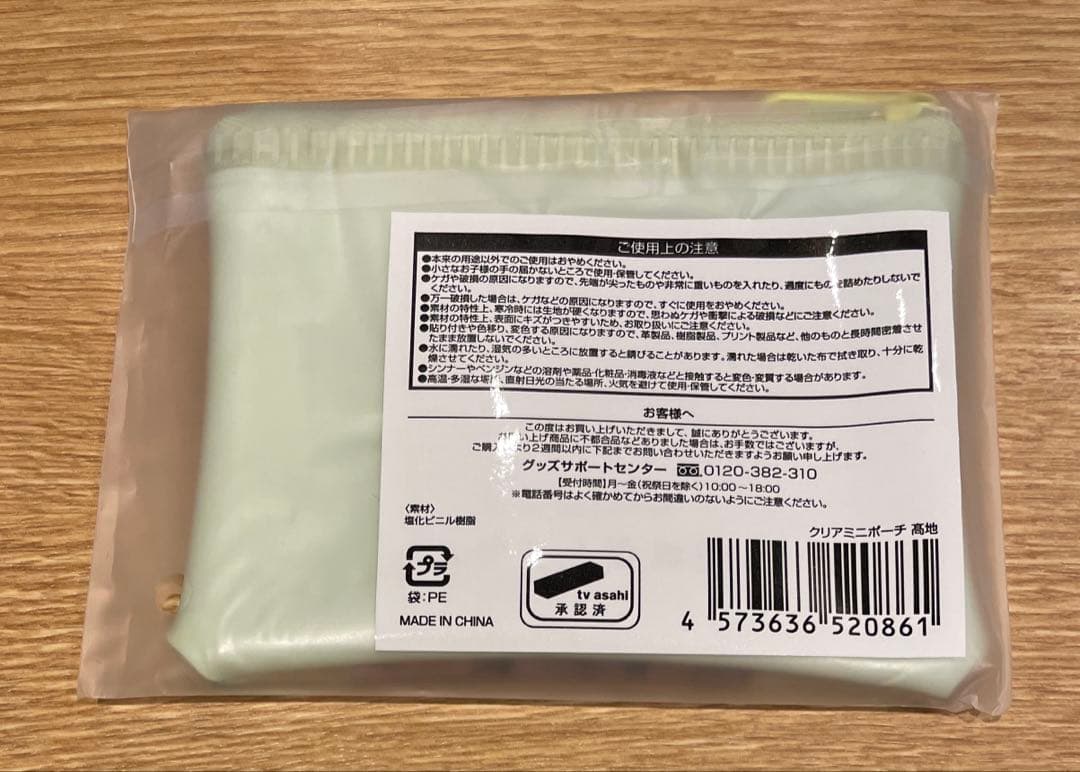 ご使用上の注意
●本来の用途以外でのご使用はおやめください。
●小さなお子様の手の届かないところで使用・保管してください。
●ケガや破損の原因になりますので、先端が尖ったものや非常に重いものを入れたり、過度にものを詰めたりしないで
ください。
●万一破損した場合は、ケガなどの原因になりますので、すぐに使用をおやめください。
●素材の特性上、寒冷時には生地が硬くなりますので、思わぬケガや衝撃による破損などにご注意ください。
●素材の特性上、表面にキズがつきやすいため、お取り扱いにご注意ください。
●貼り付きや色移り、変色する原因になりますので、革製品、樹脂製品、プリント製品など、他のものと長時間密着させ
たまま放置しないでください。
●水に濡れたり、湿気の多いところに放置すると錆びることがあります。濡れた場合は乾いた布で拭き取り、十分に乾
燥させてください。
●シンナーやベンジンなどの溶剤や薬品・化粧品・消毒液などと接触すると変色・変質する場合があります。
●高温・多湿な場所、直射日光の当たる場所、火気を避けて使用・保管してください。
お客様へ
この度はお買い上げいただきまして、誠にありがとうございます。
お買い上げ商品に不都合品などありました場合は、お手数ではございますが、
ご購入より2週間以内に下記までお問い合わせいただきますようお願い申し上げます。
グッズサポートセンター 0120-382-310
【受付時間】月～金(祝祭日を除く)10:00～18:00
※電話番号はよく確かめてからお間違いのないようにご注意ください。
〈素材〉
塩化ビニル樹脂
クリアミニポーチ 髙地
プラ
袋:PE
MADE IN CHINA
tv asahi
承認済
4 573636 520861